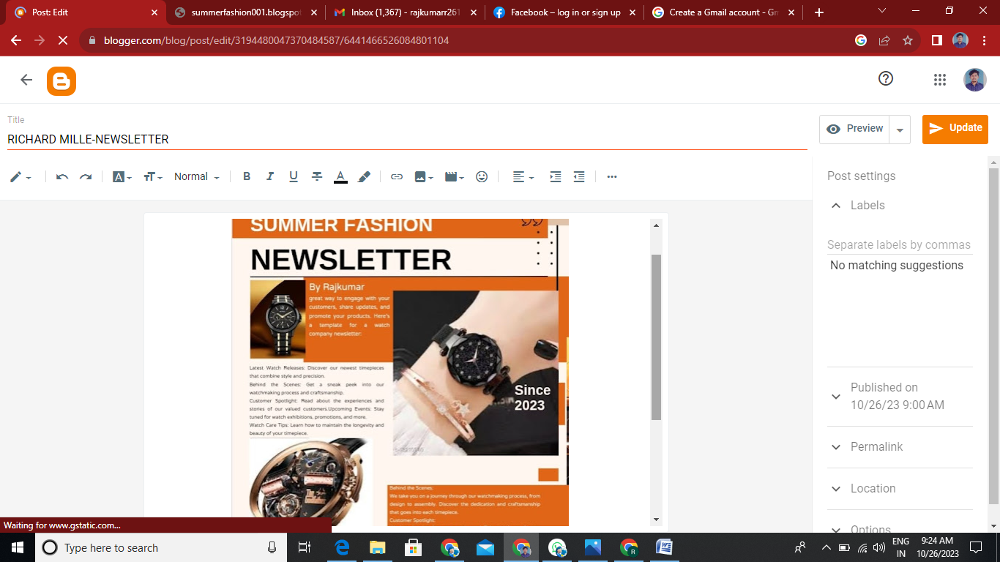 Post: Edit
summerfashion001.blogspot
Inbox (1,367) - rajkumarr261
Facebook – log in or sign up
Create a Gmail account - Gm
blogger.com/blog/post/edit/3194480047370484587/6441466526084801104
Title
RICHARD MILLE-NEWSLETTER
Preview
Update
Normal
B I U
A
Post settings
Labels
Separate labels by commas
No matching suggestions
Published on
10/26/23 9:00 AM
Permalink
Location
Options
SUMMER FASHION
NEWSLETTER
By Rajkumar
great way to engage with your
customers, share updates, and
promote your products. Here's
a template for a watch
company newsletter:
Latest Watch Releases: Discover our newest timepieces
that combine style and precision.
Behind the Scenes: Get a sneak peek into our
watchmaking process and craftsmanship.
Customer Spotlight: Read about the experiences and
stories of our valued customers.Upcoming Events: Stay
tuned for watch exhibitions, promotions, and more.
Watch Care Tips: Learn how to maintain the longevity and
beauty of your timepiece.
Since
2023
Behind the Scenes:
We take you on a journey through our watchmaking process, from
design to assembly. Discover the dedication and craftsmanship
that goes into each timepiece.
Customer Spotlight:
Waiting for www.gstatic.com...
Type here to search
ENG
IN
9:24 AM
10/26/2023